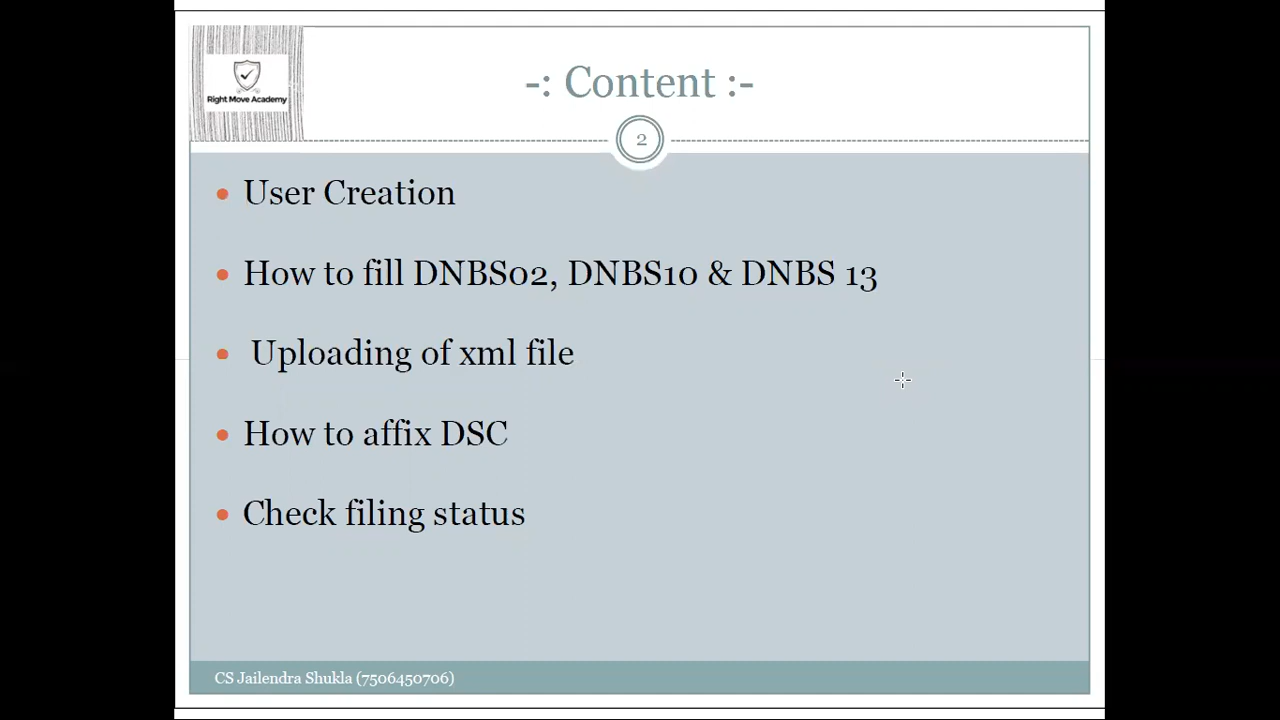 Right Move Academy
-: Content :-
2
• User Creation
• How to fill DNBS02, DNBS10 & DNBS 13
• Uploading of xml file
• How to affix DSC
• Check filing status
CS Jailendra Shukla (7506450706)